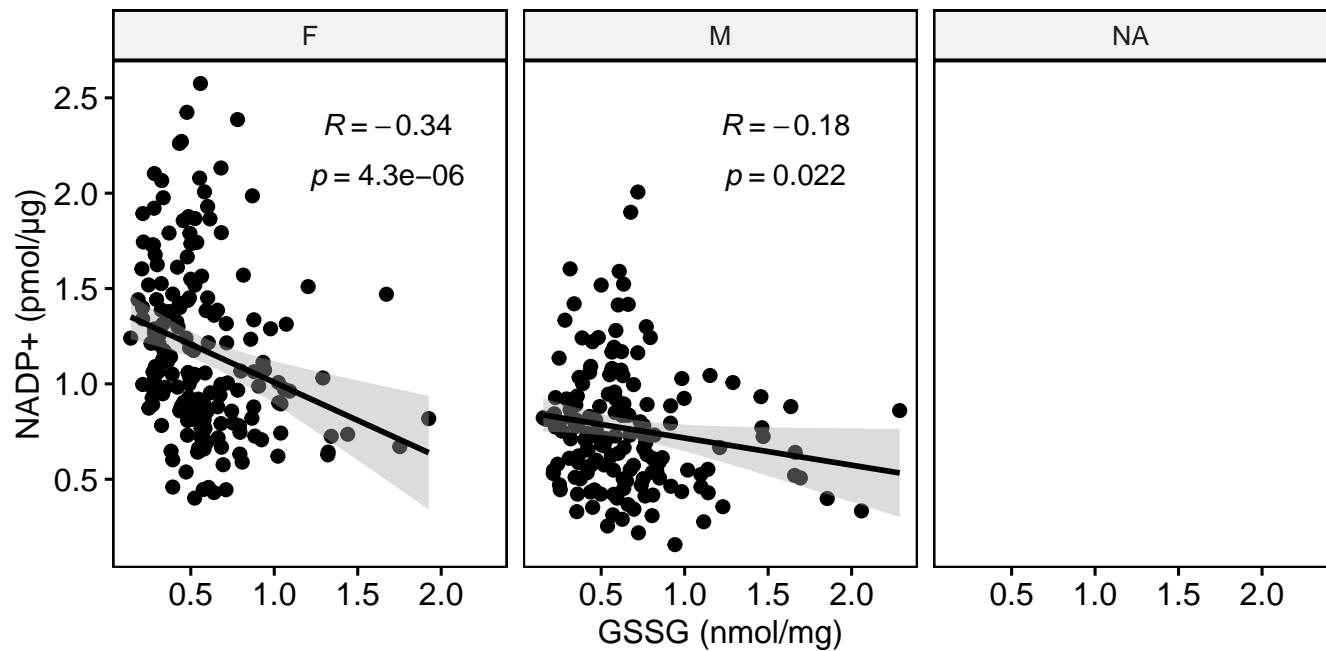 F
M
NA
NADP+ (pmol/μg)
2.5
2.0
1.5
1.0
0.5
R = −0.34
p = 4.3e−06
R = −0.18
p = 0.022
0.5 1.0 1.5 2.0
0.5 1.0 1.5 2.0
0.5 1.0 1.5 2.0
GSSG (nmol/mg)